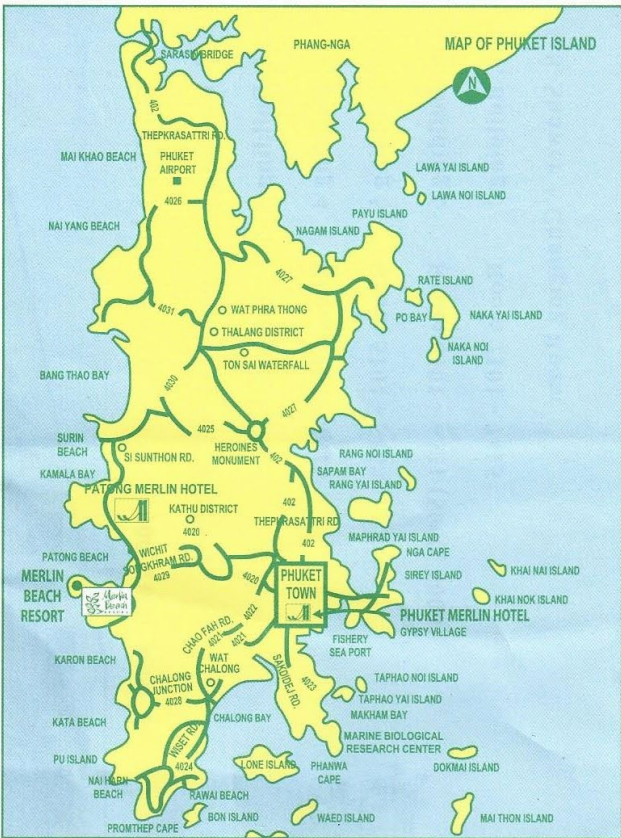 MAP OF PHUKET ISLAND
PHANG-NGA
SARASIN BRIDGE
N
402
THEPKRASATTRI RD.
MAI KHAO BEACH
PHUKET
AIRPORT
4026
LAWA YAI ISLAND
LAWA NOI ISLAND
PAYU ISLAND
NAGAM ISLAND
NAI YANG BEACH
4027
RATE ISLAND
PO BAY
NAKA YAI ISLAND
NAKA NOI
ISLAND
4031
WAT PHRA THONG
THALANG DISTRICT
TON SAI WATERFALL
BANG THAO BAY
4030
4027
4025
HEROINES
MONUMENT
402
SURIN
BEACH
SI SUNTHON RD.
KAMALA BAY
RANG NOI ISLAND
SAPAM BAY
RANG YAI ISLAND
PATONG MERLIN HOTEL
KATHU DISTRICT
4020
402
THEPKRASATTRI RD
402
MAPHRAD YAI ISLAND
NGA CAPE
PATONG BEACH
WICHIT
SONGKHRAM RD.
4029
4020
PHUKET
TOWN
SIREY ISLAND
KHAI NAI ISLAND
KHAI NOK ISLAND
MERLIN
BEACH
RESORT
Merlin
Beach
PHUKET MERLIN HOTEL
GYPSY VILLAGE
4022
CHAO FAH RD.
4021
4021
FISHERY
SEA PORT
KARON BEACH
WAT
CHALONG
CHALONG
JUNCTION
4028
SAKDIDEJ RD.
4023
TAPHAO NOI ISLAND
TAPHAO YAI ISLAND
MAKHAM BAY
KATA BEACH
CHALONG BAY
MARINE BIOLOGICAL
RESEARCH CENTER
WISET RD.
4024
PU ISLAND
LONE ISLAND
PHANWA
CAPE
DOKMAI ISLAND
NAI HARN
BEACH
RAWAI BEACH
PROMTHEP CAPE
BON ISLAND
WAED ISLAND
MAI THON ISLAND